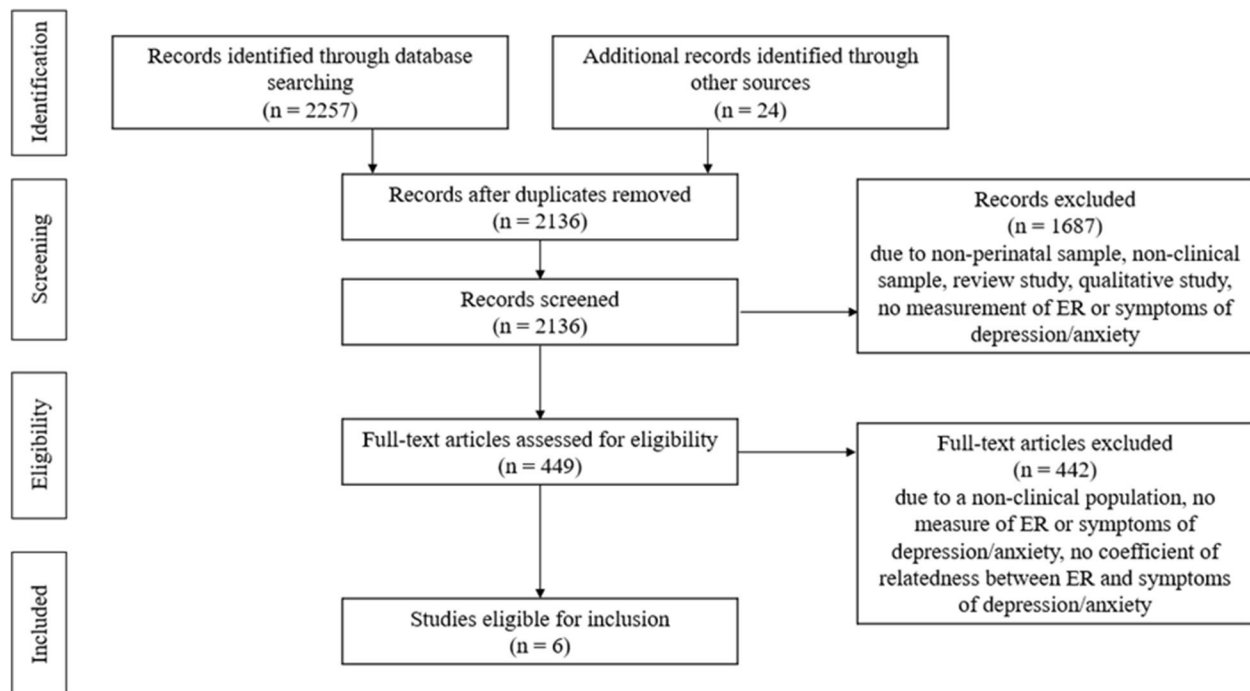 Identification
Records identified through database
searching
(n = 2257)
Additional records identified through
other sources
(n = 24)
Screening
Records after duplicates removed
(n = 2136)
Records screened
(n = 2136)
Records excluded
(n = 1687)
due to non-perinatal sample, non-clinical
sample, review study, qualitative study,
no measurement of ER or symptoms of
depression/anxiety
Eligibility
Full-text articles assessed for eligibility
(n = 449)
Full-text articles excluded
(n = 442)
due to a non-clinical population, no
measure of ER or symptoms of
depression/anxiety, no coefficient of
relatedness between ER and symptoms
of depression/anxiety
Included
Studies eligible for inclusion
(n = 6)